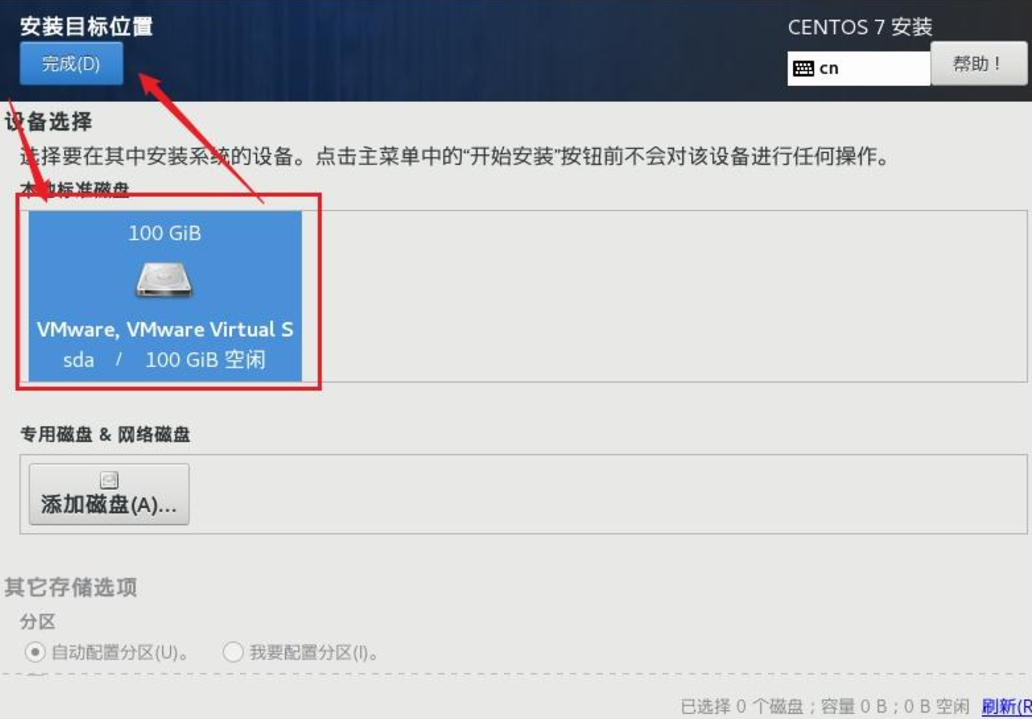 安装目标位置
CENTOS 7 安装
完成(D)
cn
帮助！
设备选择
选择要在其中安装系统的设备。点击主菜单中的“开始安装”按钮前不会对该设备进行任何操作。
本地标准磁盘
100 GiB
VMware, VMware Virtual S
sda / 100 GiB 空闲
专用磁盘 & 网络磁盘
添加磁盘(A)...
其它存储选项
分区
自动配置分区(U)。 我要配置分区(I)。
已选择 0 个磁盘；容量 0 B；0 B 空闲 刷新(R